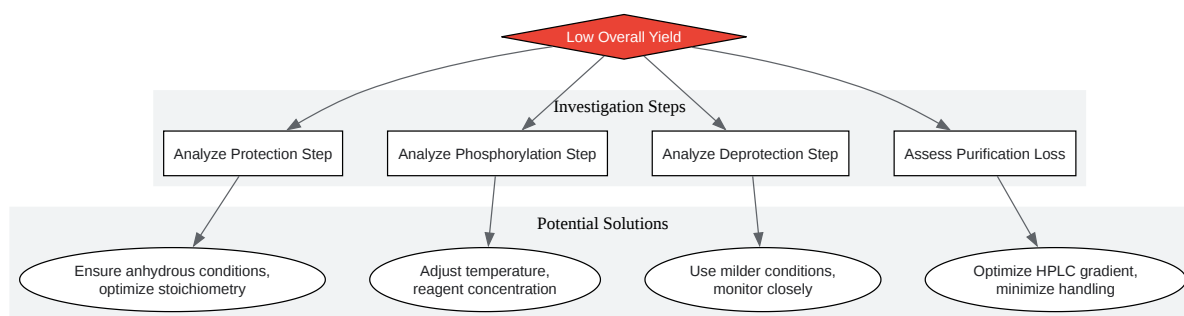 Low Overall Yield
Investigation Steps
Analyze Protection Step
Analyze Phosphorylation Step
Analyze Deprotection Step
Assess Purification Loss
Potential Solutions
Ensure anhydrous conditions,
optimize stoichiometry
Adjust temperature,
reagent concentration
Use milder conditions,
monitor closely
Optimize HPLC gradient,
minimize handling